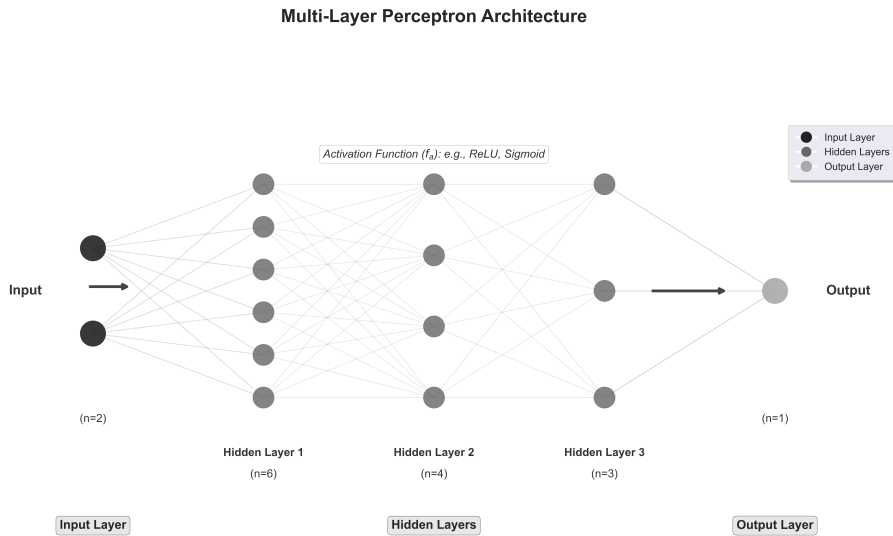 Multi-Layer Perceptron Architecture
Input Layer
Hidden Layers
Output Layer
Activation Function (fₐ): e.g., ReLU, Sigmoid
Input
Output
(n=2)
(n=1)
Hidden Layer 1
(n=6)
Hidden Layer 2
(n=4)
Hidden Layer 3
(n=3)
Input Layer
Hidden Layers
Output Layer